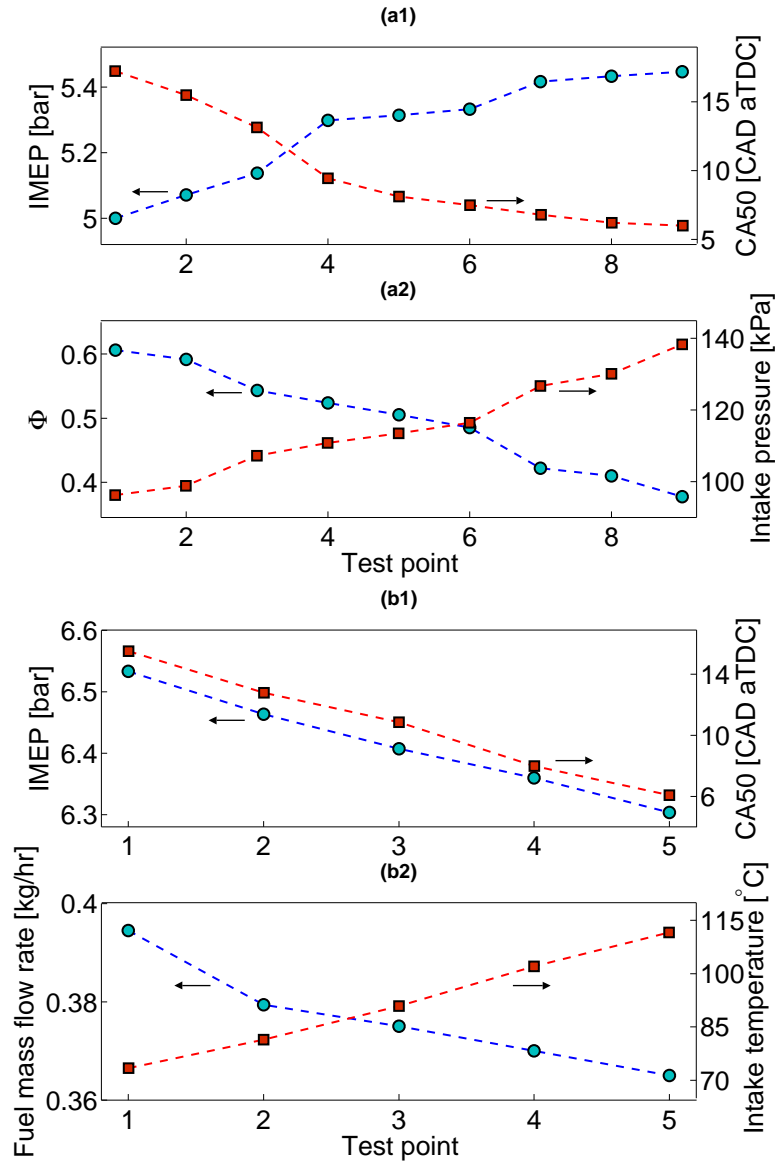 (a1)
IMEP [bar]
5.4
5.2
5
15
10
5
CA50 [CAD aTDC]
2 4 6 8
(a2)
Φ
0.6
0.5
0.4
140
120
100
Intake pressure [kPa]
2 4 6 8
Test point
(b1)
IMEP [bar]
6.6
6.5
6.4
6.3
14
10
6
CA50 [CAD aTDC]
1 2 3 4 5
(b2)
Fuel mass flow rate [kg/hr]
0.4
0.38
0.36
115
100
85
70
Intake temperature [°C]
1 2 3 4 5
Test point